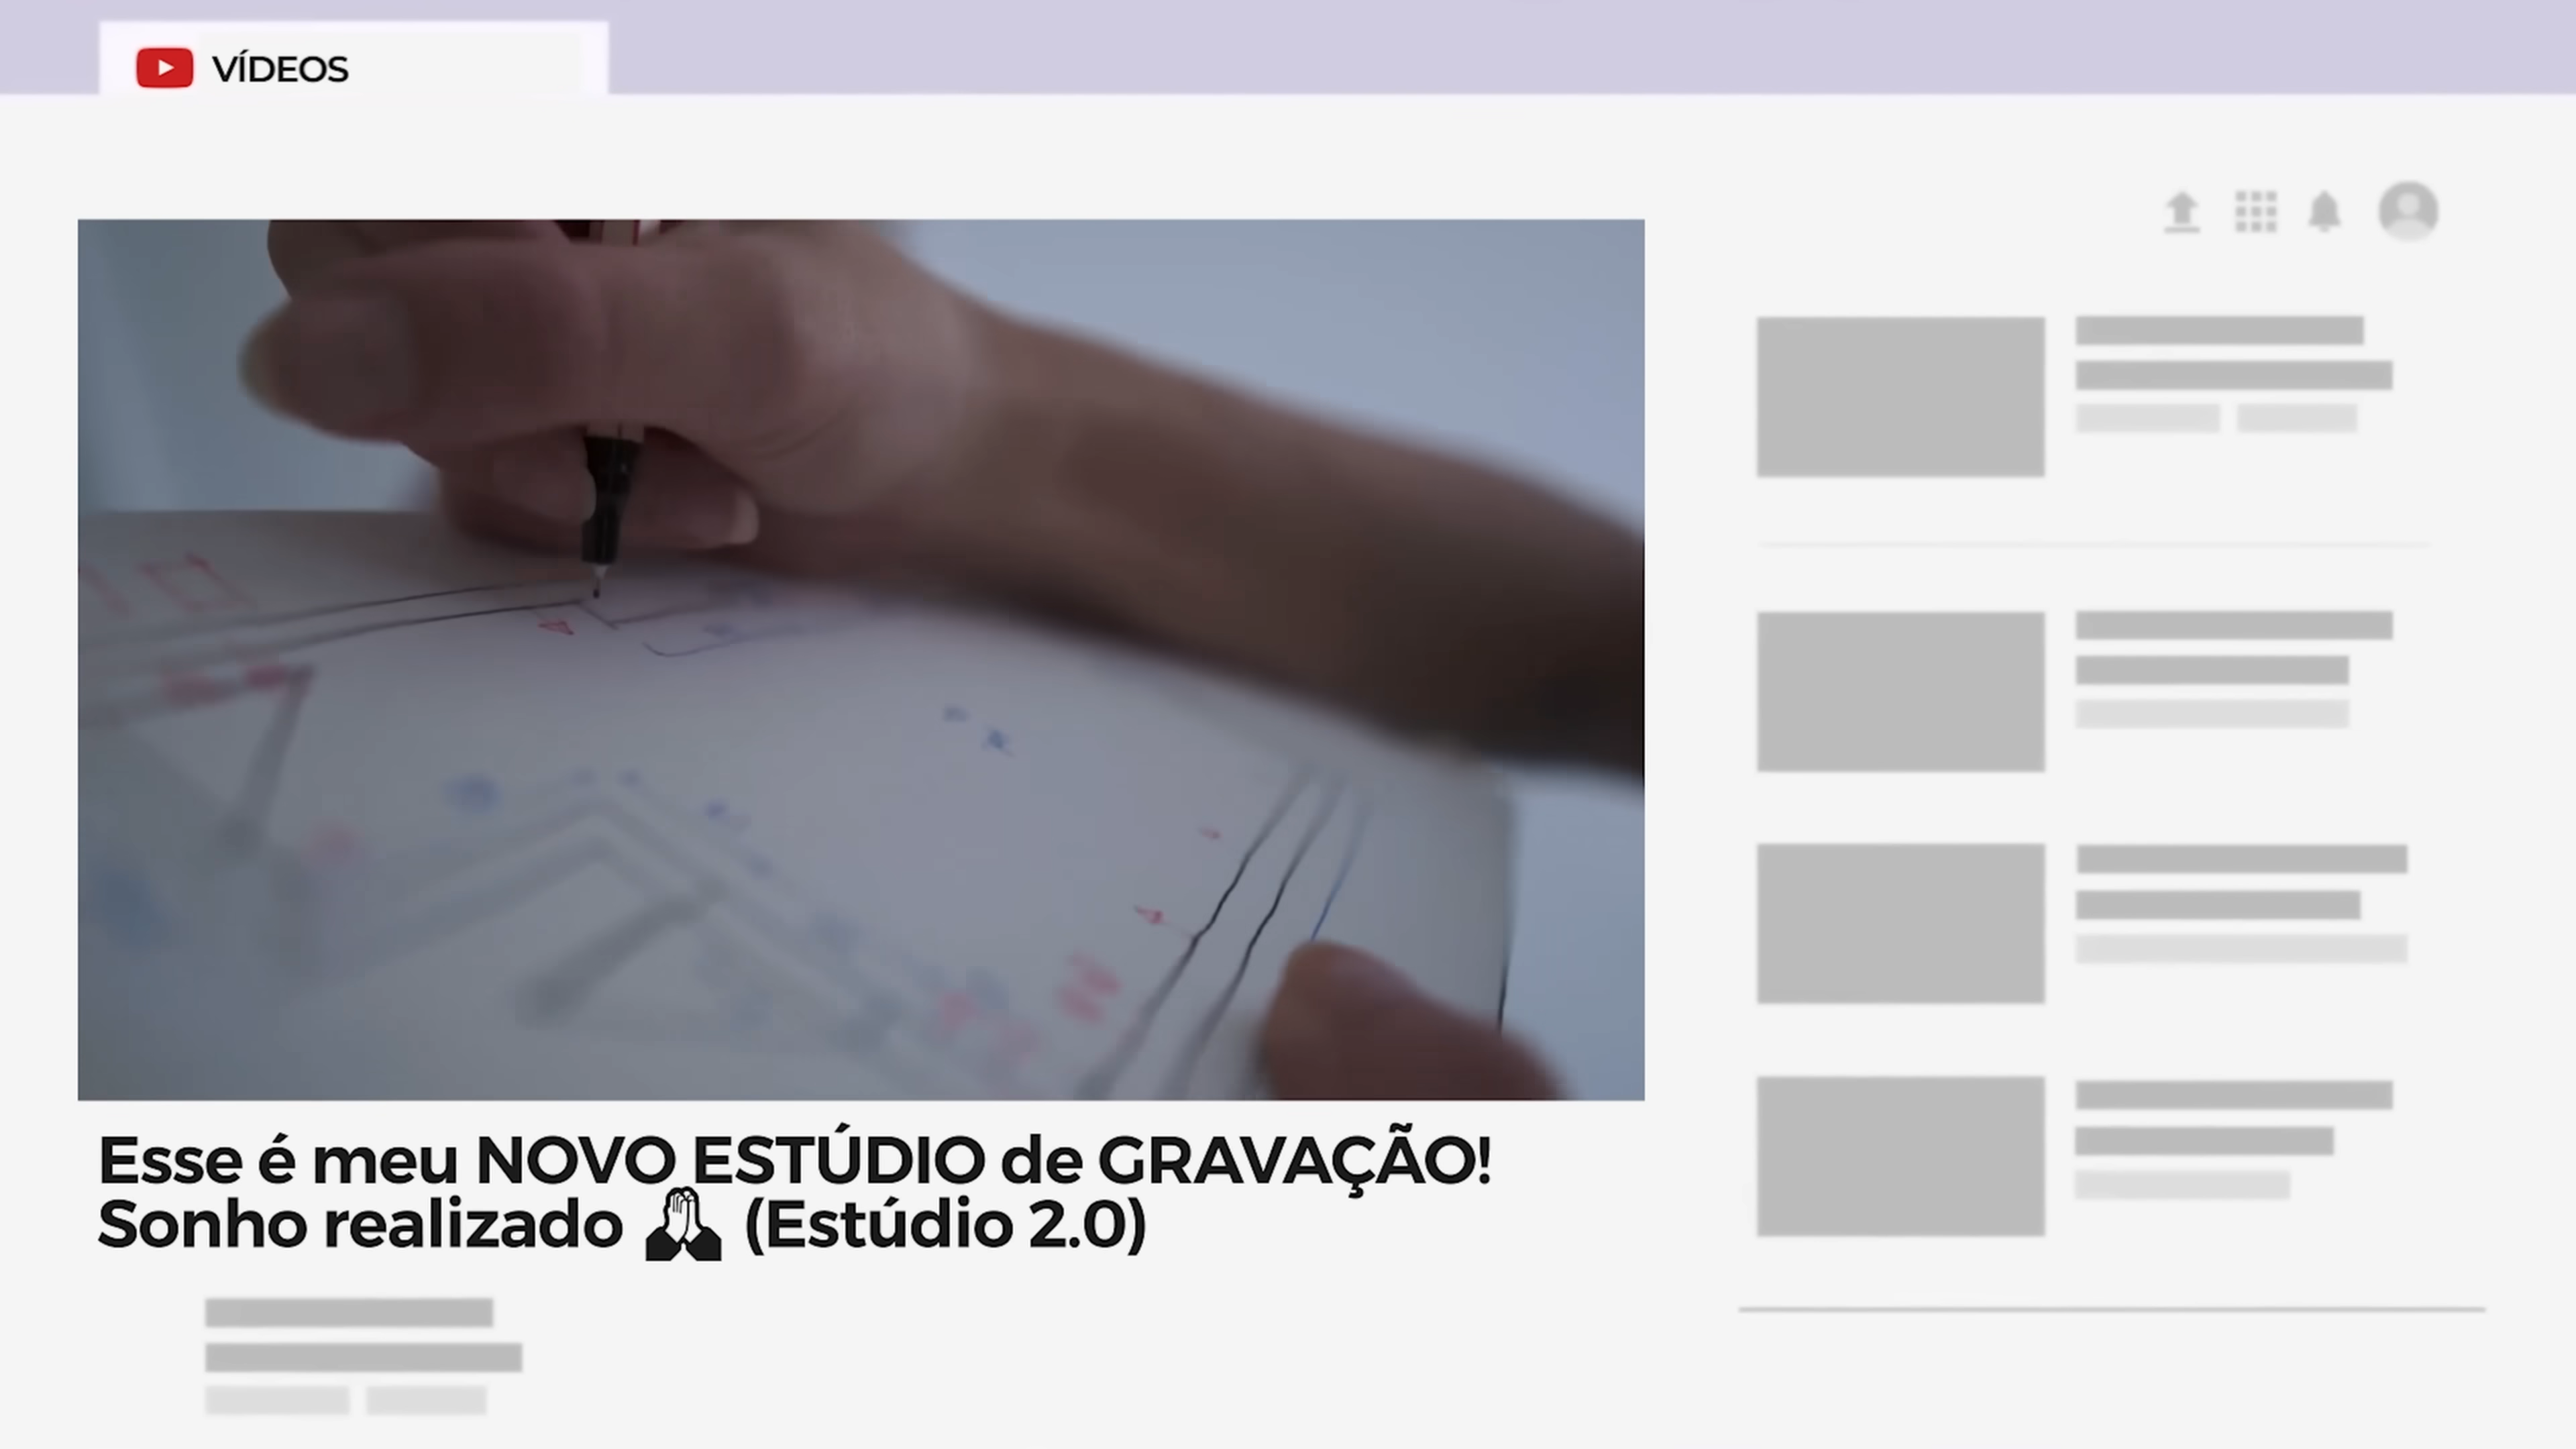 VÍDEOS
Esse é meu NOVO ESTÚDIO de GRAVAÇÃO!
Sonho realizado 🙏 (Estúdio 2.0)